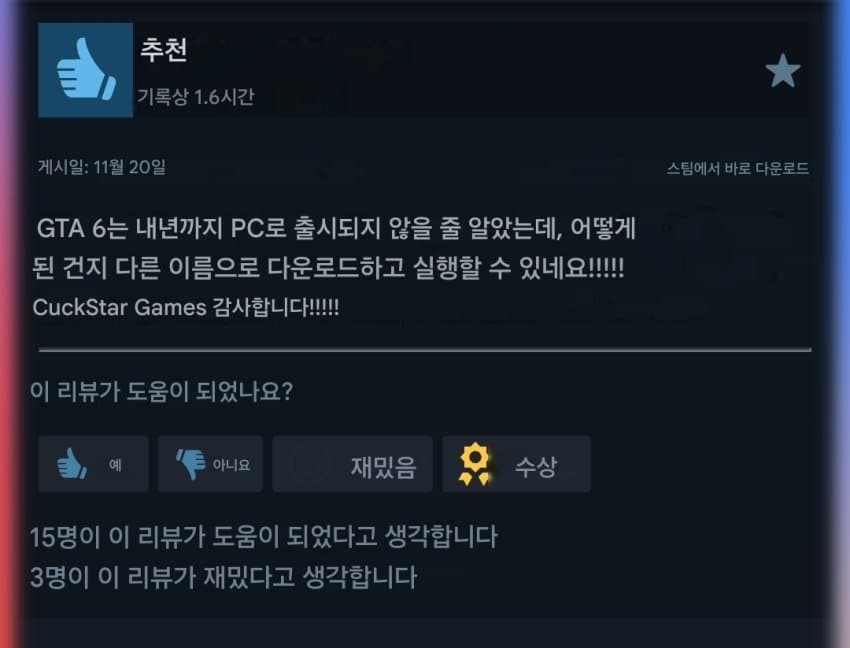 추천
기록상 1.6시간
게시일: 11월 20일
스팀에서 바로 다운로드
GTA 6는 내년까지 PC로 출시되지 않을 줄 알았는데, 어떻게
된 건지 다른 이름으로 다운로드하고 실행할 수 있네요!!!!!
CuckStar Games 감사합니다!!!!!
이 리뷰가 도움이 되었나요?
예 아니요 재밌음 수상
15명이 이 리뷰가 도움이 되었다고 생각합니다
3명이 이 리뷰가 재밌다고 생각합니다